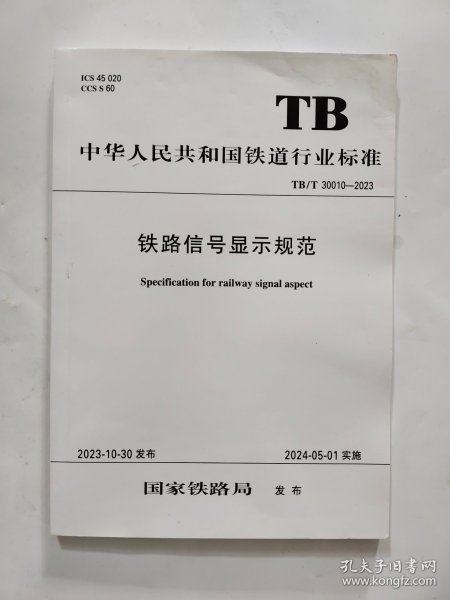 ICS 45 020
CCS S 60
TB
中华人民共和国铁道行业标准
TB/T 30010—2023
铁路信号显示规范
Specification for railway signal aspect
2023-10-30 发布
2024-05-01 实施
国家铁路局 发布
孔夫子旧书网
www.kongfz.com